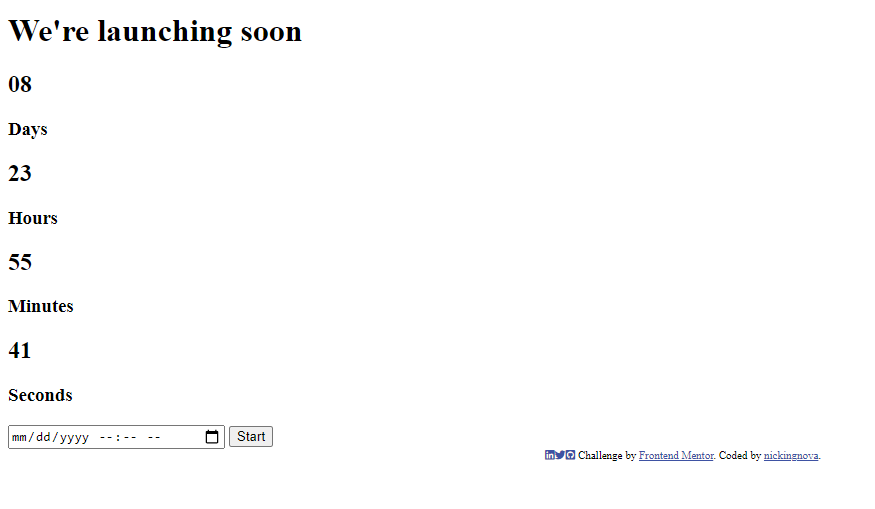 We're launching soon
08
Days
23
Hours
55
Minutes
41
Seconds
mm/dd/yyyy --:-- -- Start
Challenge by Frontend Mentor. Coded by nickingnova.